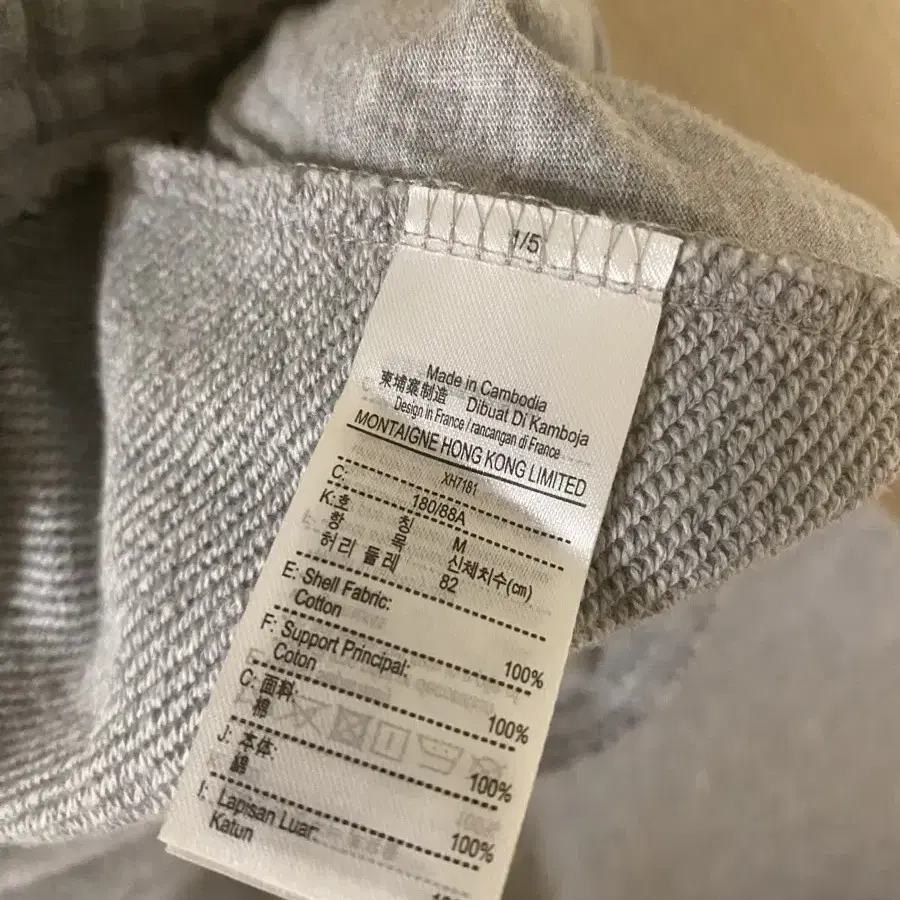 1/5
Made in Cambodia
柬埔寨制造 Dibuat Di Kamboja
Design in France / rancangan di France
MONTAIGNE HONG KONG LIMITED
XH7181
C: 180/88A
K: 호 칭 M
항 목 신체치수(cm)
허리 둘레 82
E: Shell Fabric:
Cotton 100%
F: Support Principal:
Coton 100%
C: 面料:
棉 100%
J: 本体:
綿 100%
I: Lapisan Luar:
Katun